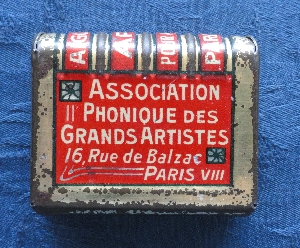 ASSOCIATION
PHONIQUE DES
GRANDS ARTISTES
16, Rue de Balzac
PARIS VIII